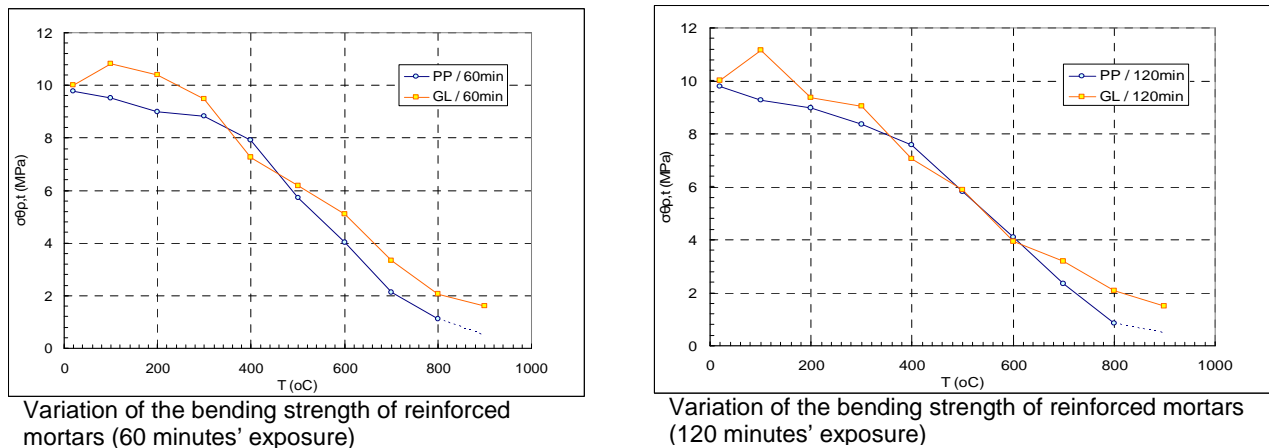 12
10
8
6
4
2
0
σθρ,t (MPa)
PP / 60min
GL / 60min
0 200 400 600 800 1000
T (oC)
Variation of the bending strength of reinforced
mortars (60 minutes’ exposure)
12
10
8
6
4
2
0
σθρ,t (MPa)
PP / 120min
GL / 120min
0 200 400 600 800 1000
T (oC)
Variation of the bending strength of reinforced mortars
(120 minutes’ exposure)